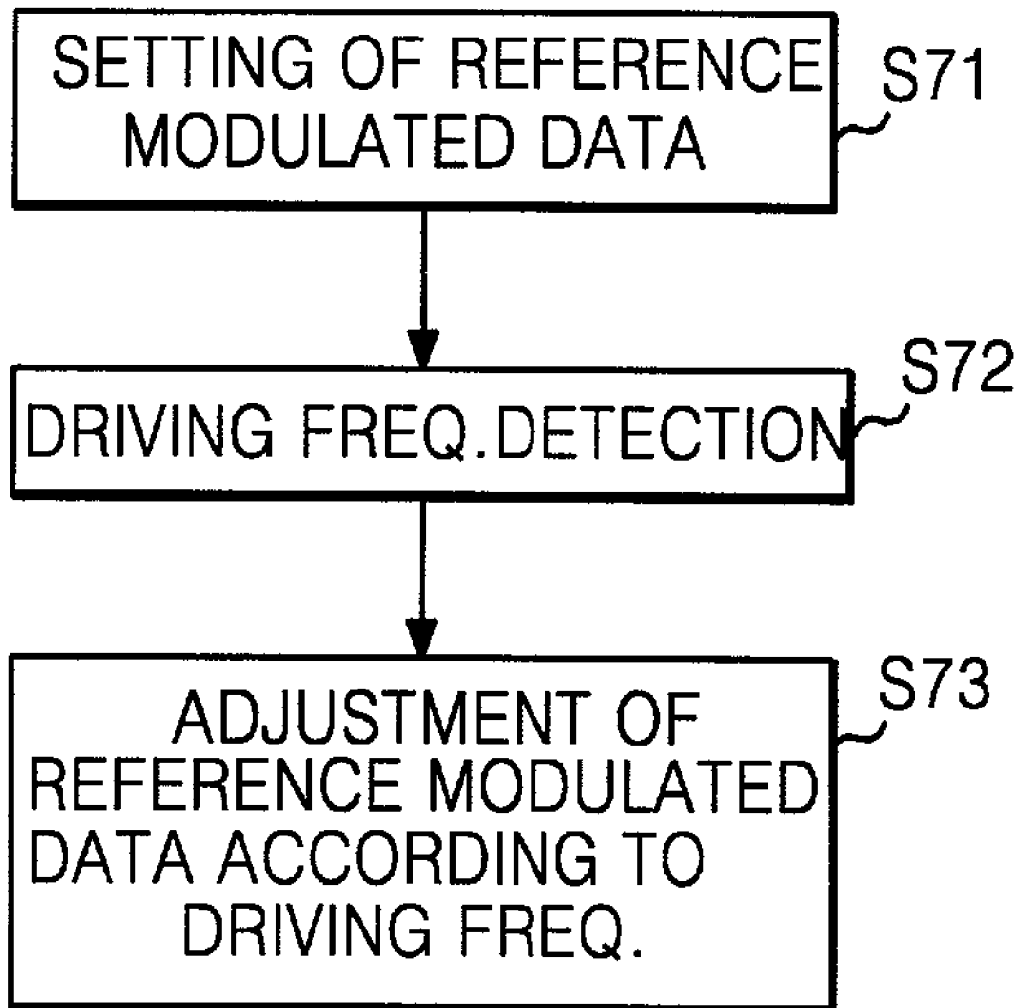 SETTING OF REFERENCE
MODULATED DATA
S71
DRIVING FREQ.DETECTION
S72
ADJUSTMENT OF
REFERENCE MODULATED
DATA ACCORDING TO
DRIVING FREQ.
S73